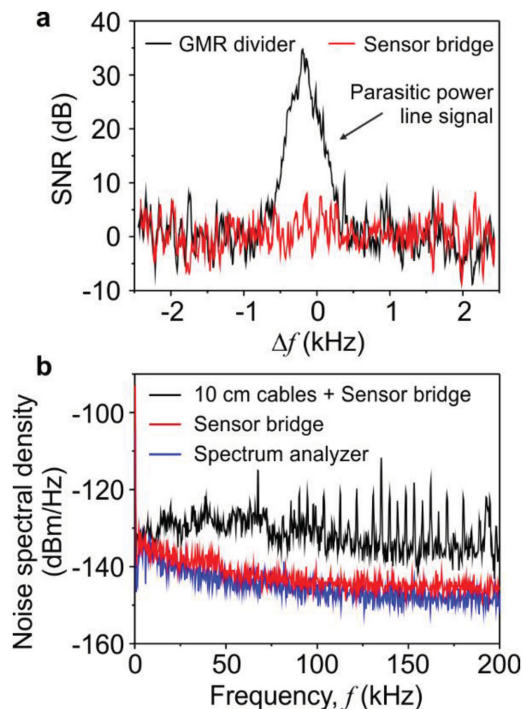 a
GMR divider
Sensor bridge
Parasitic power
line signal
SNR (dB)
40
30
20
10
0
-10
-2
-1
0
1
2
Δf (kHz)
b
10 cm cables + Sensor bridge
Sensor bridge
Spectrum analyzer
Noise spectral density
(dBm/Hz)
-100
-120
-140
-160
0
50
100
150
200
Frequency, f (kHz)